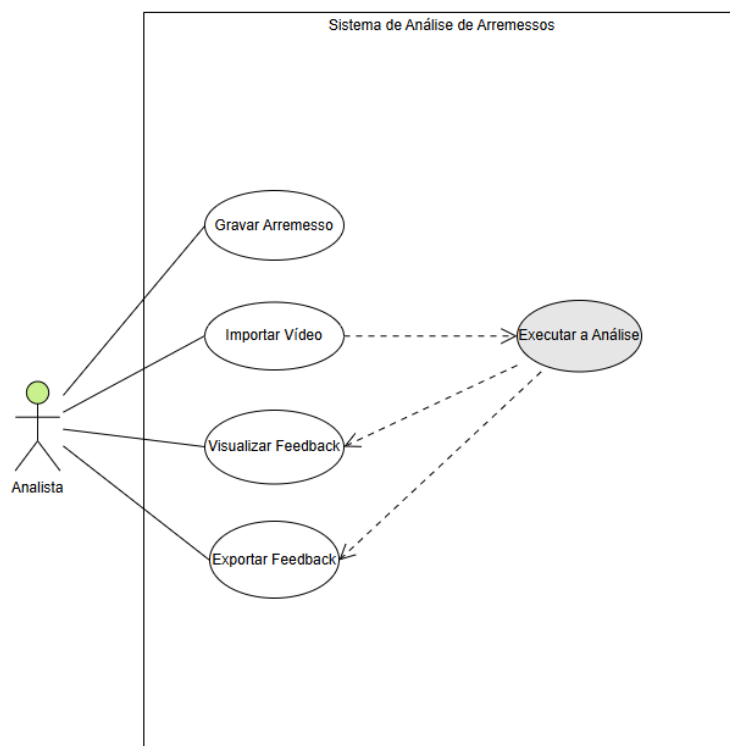 Sistema de Análise de Arremessos
Gravar Arremesso
Importar Vídeo
Executar a Análise
Visualizar Feedback
Analista
Exportar Feedback